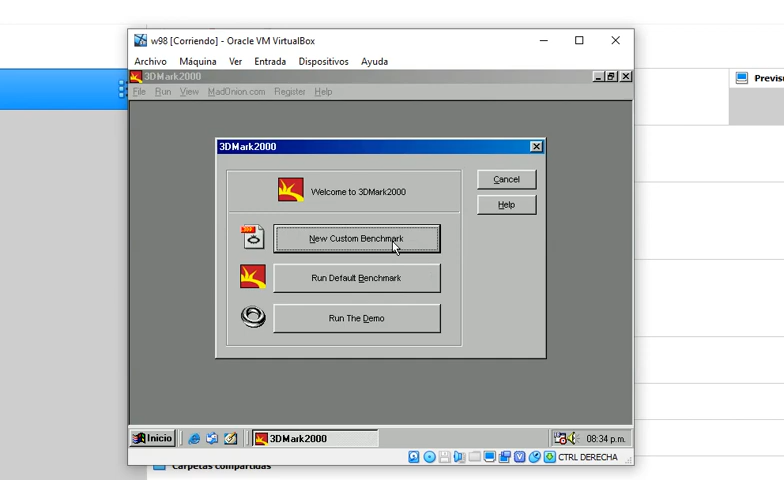 w98 [Corriendo] - Oracle VM VirtualBox
Archivo Máquina Ver Entrada Dispositivos Ayuda
3DMark2000
File Run View MadOnion.com Register Help
3DMark2000
Welcome to 3DMark2000
Cancel
Help
New Custom Benchmark
Run Default Benchmark
Run The Demo
Inicio 3DMark2000 08:34 p.m.
CTRL DERECHA
Carpetas compartidas